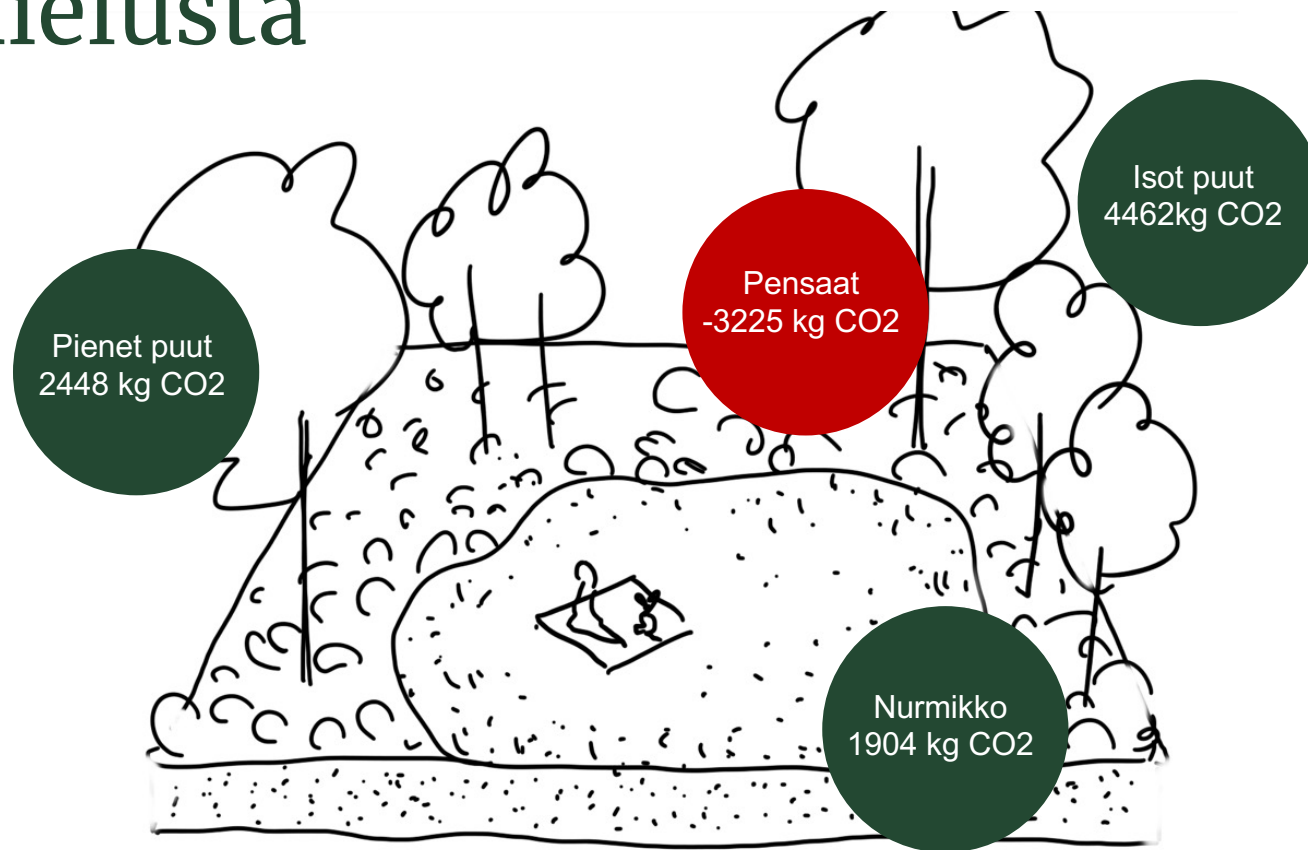 Isot puut
4462kg CO2
Pensaat
-3225 kg CO2
Pienet puut
2448 kg CO2
Nurmikko
1904 kg CO2